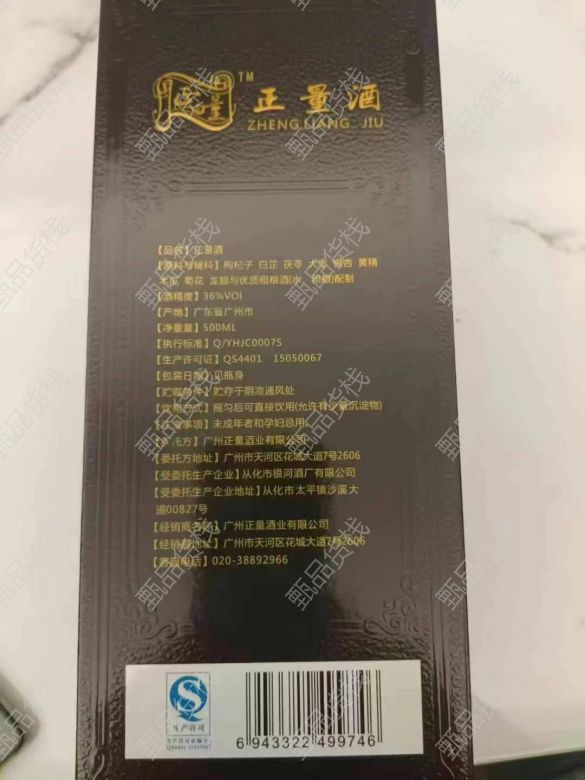 TM
正量酒
ZHENG LIANG JIU
【品名】正量酒
【原料与辅料】枸杞子 白芷 茯苓 大枣 银杏 黄精
木瓜 菊花 龙眼与优质粗粮酒(水 粮)配制
【酒精度】36%VOl
【产地】广东省广州市
【净重量】500ML
【执行标准】Q/YHJC0007S
【生产许可证】QS4401 15050067
【包装日期】见瓶身
【贮藏条件】贮存于阴凉通风处
【饮用方式】摇匀后可直接饮用(允许有少量沉淀物)
【注意事项】未成年者和孕妇忌用
【委托方】广州正量酒业有限公司
【委托方地址】广州市天河区花城大道7号2606
【受委托生产企业】从化市银河酒厂有限公司
【受委托生产企业地址】从化市太平镇沙溪大
道00827号
【经销商名称】广州正量酒业有限公司
【经销商地址】广州市天河区花城大道7号2606
【咨询电话】020-38892966
QS
生产许可
QS4401 15050067
6 943322 499746
甄品货栈